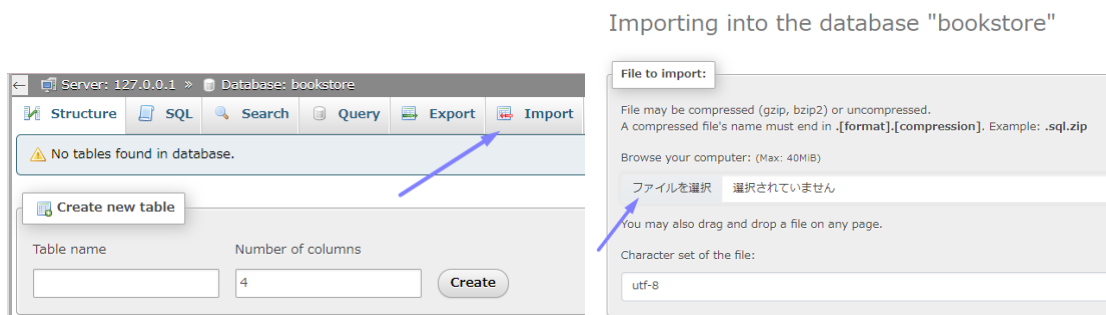 Server: 127.0.0.1 » Database: bookstore
Structure SQL Search Query Export Import
No tables found in database.
Create new table
Table name Number of columns
4 Create
Importing into the database "bookstore"
File to import:
File may be compressed (gzip, bzip2) or uncompressed.
A compressed file's name must end in .[format].[compression]. Example: .sql.zip
Browse your computer: (Max: 40MiB)
ファイルを選択 選択されていません
You may also drag and drop a file on any page.
Character set of the file:
utf-8